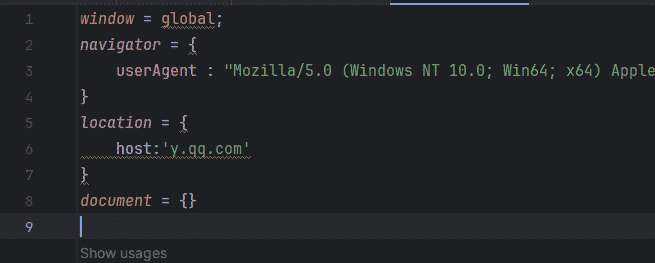 1 window = global;
2 navigator = {
3 userAgent : "Mozilla/5.0 (Windows NT 10.0; Win64; x64) Apple
4 }
5 location = {
6 host:'y.qq.com'
7 }
8 document = {}
9
Show usages